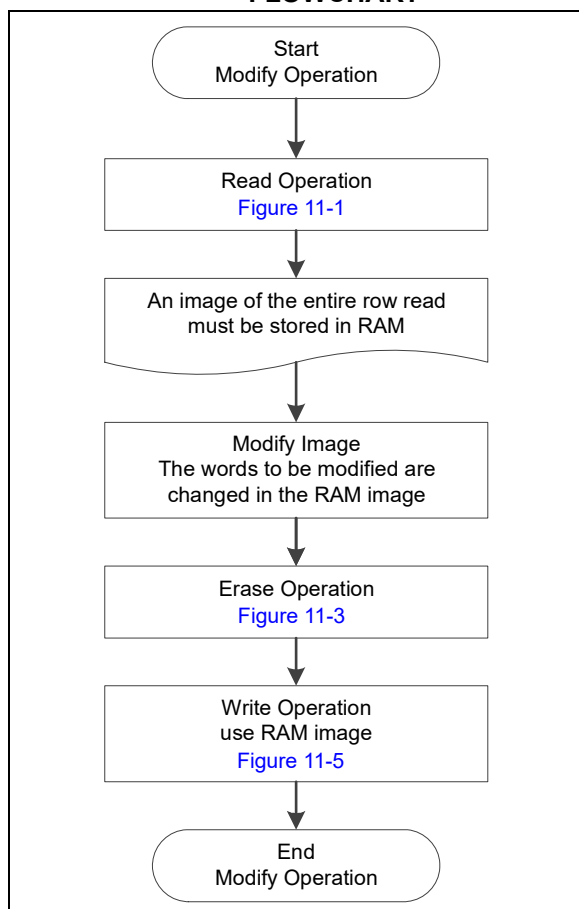 FLOWCHART
Start
Modify Operation
Read Operation
Figure 11-1
An image of the entire row read
must be stored in RAM
Modify Image
The words to be modified are
changed in the RAM image
Erase Operation
Figure 11-3
Write Operation
use RAM image
Figure 11-5
End
Modify Operation